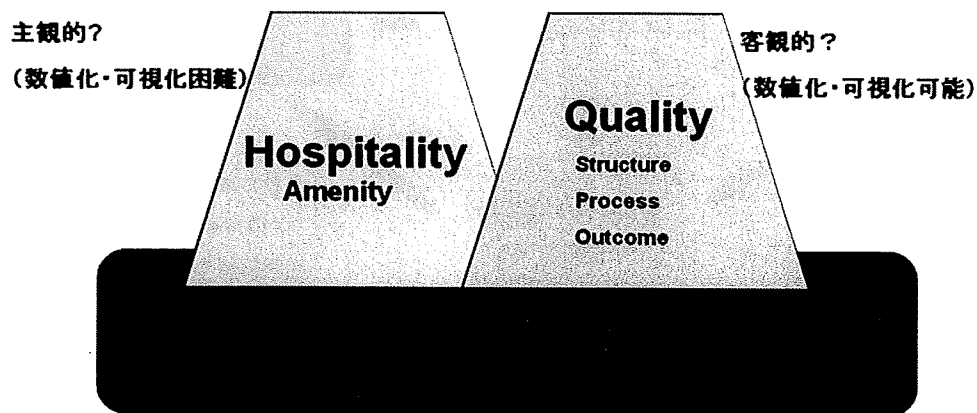 主観的?
(数値化・可視化困難)
客観的?
(数値化・可視化可能)
Hospitality
Amenity
Quality
Structure
Process
Outcome